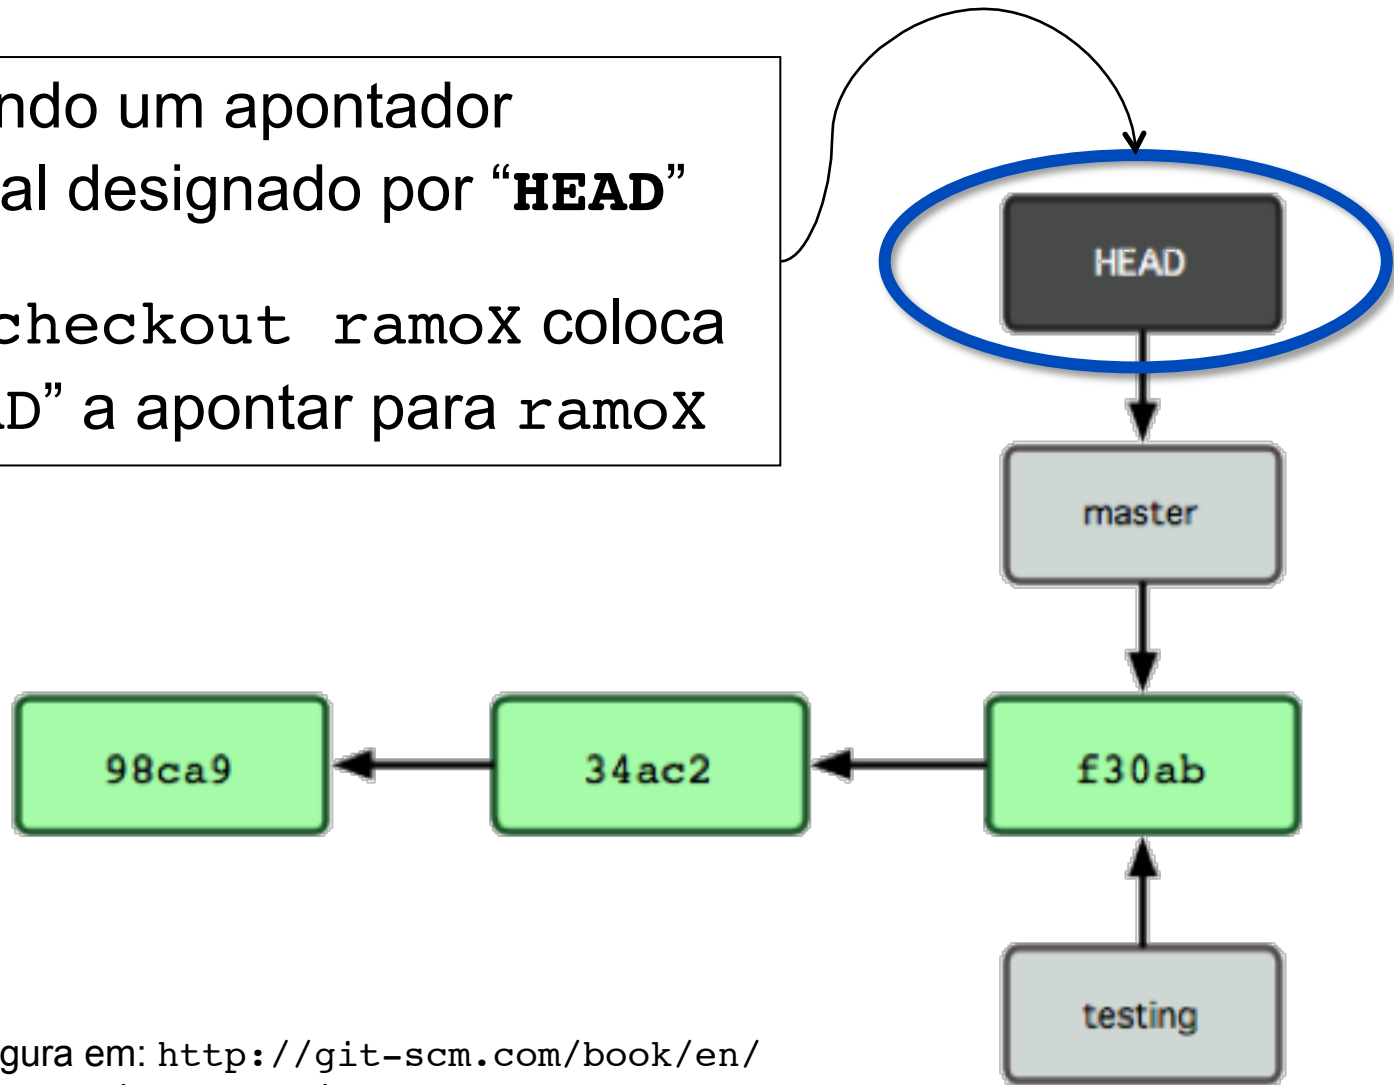 ndo um apontador
al designado por “HEAD”
checkout ramoX coloca
D” a apontar para ramoX
HEAD
master
98ca9
34ac2
f30ab
testing
gura em: http://git-scm.com/book/en/